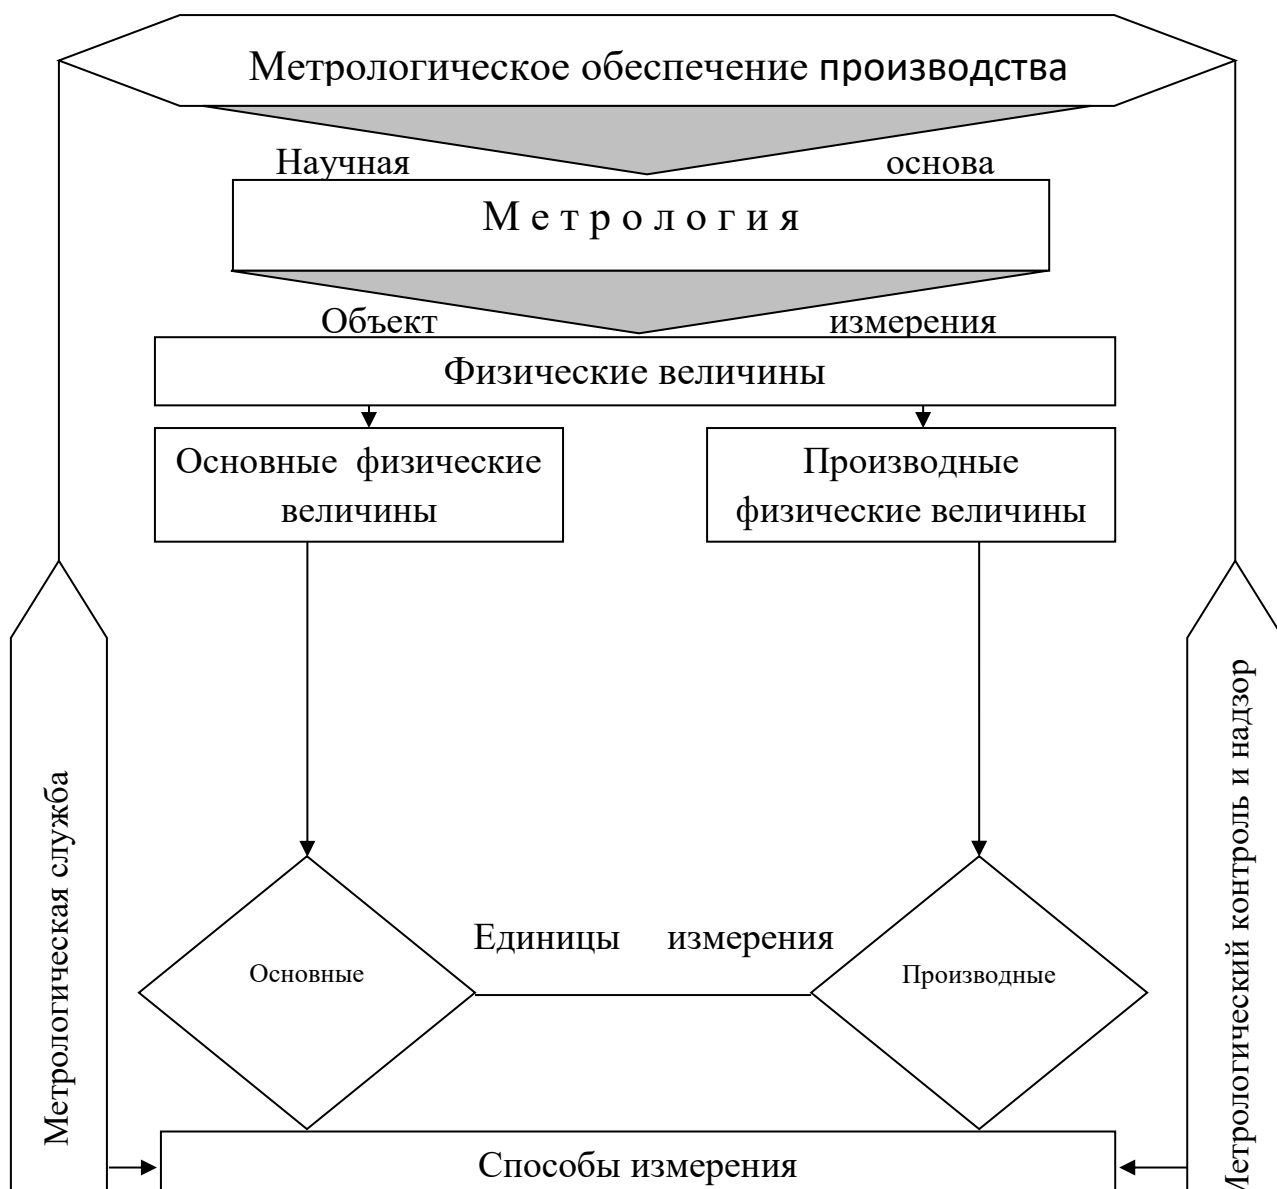 Метрологическое обеспечение производства
Научная основа
М е т р о л о г и я
Объект измерения
Физические величины
Основные физические
величины
Производные
физические величины
Метрологическая служба
Метрологический контроль и надзор
Единицы измерения
Основные
Производные
Способы измерения